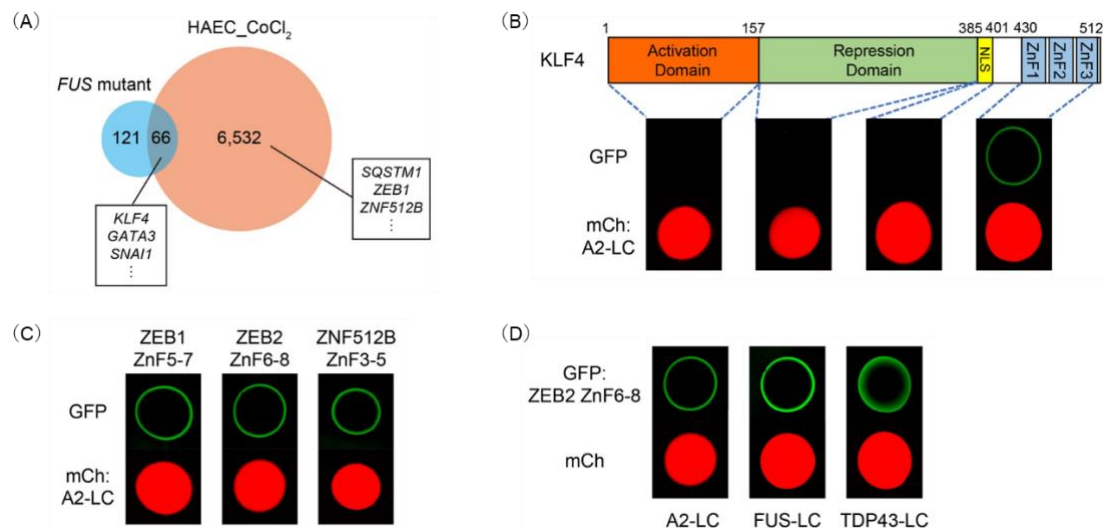 (A)
HAEC_CoCl₂
FUS mutant
121 66 6,532
KLF4
GATA3
SNAI1
⋮
SQSTM1
ZEB1
ZNF512B
⋮
(B)
1 157 385 401 430 512
KLF4
Activation
Domain
Repression
Domain
NLS
ZnF1
ZnF2
ZnF3
GFP
mCh:
A2-LC
(C)
ZEB1
ZnF5-7
ZEB2
ZnF6-8
ZNF512B
ZnF3-5
GFP
mCh:
A2-LC
(D)
GFP:
ZEB2 ZnF6-8
mCh
A2-LC FUS-LC TDP43-LC